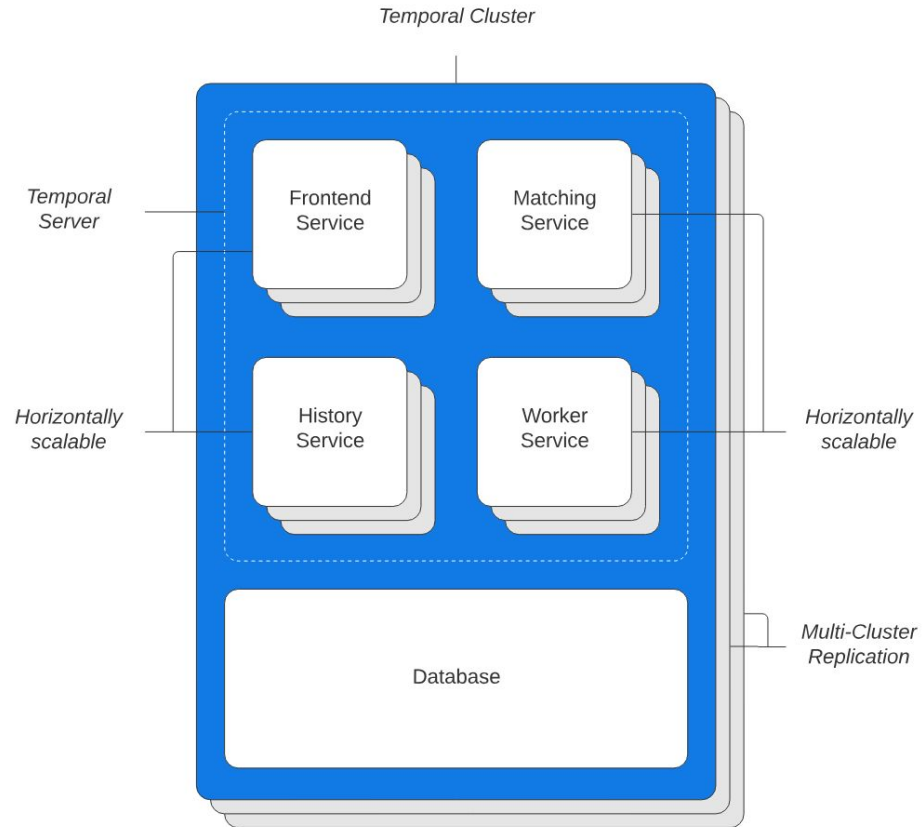 Temporal Cluster
Temporal
Server
Frontend
Service
Matching
Service
Horizontally
scalable
History
Service
Worker
Service
Horizontally
scalable
Multi-Cluster
Replication
Database